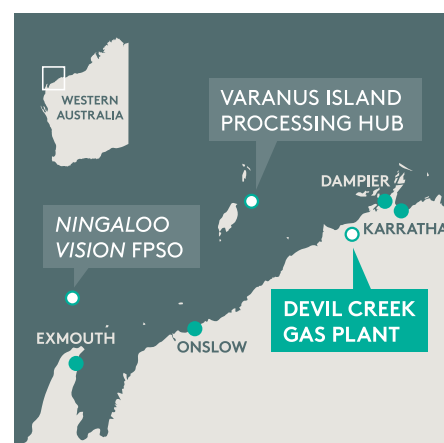 WESTERN
AUSTRALIA
VARANUS ISLAND
PROCESSING HUB
DAMPIER
KARRATHA
NINGALOO
VISION FPSO
DEVIL CREEK
GAS PLANT
EXMOUTH
ONSLOW